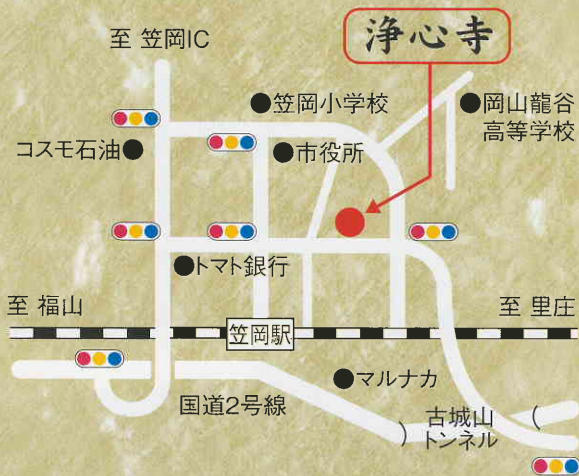 至 笠岡IC
浄心寺
笠岡小学校
岡山龍谷
高等学校
コスモ石油
市役所
トマト銀行
至 福山
至 里庄
笠岡駅
マルナカ
国道2号線
古城山
トンネル